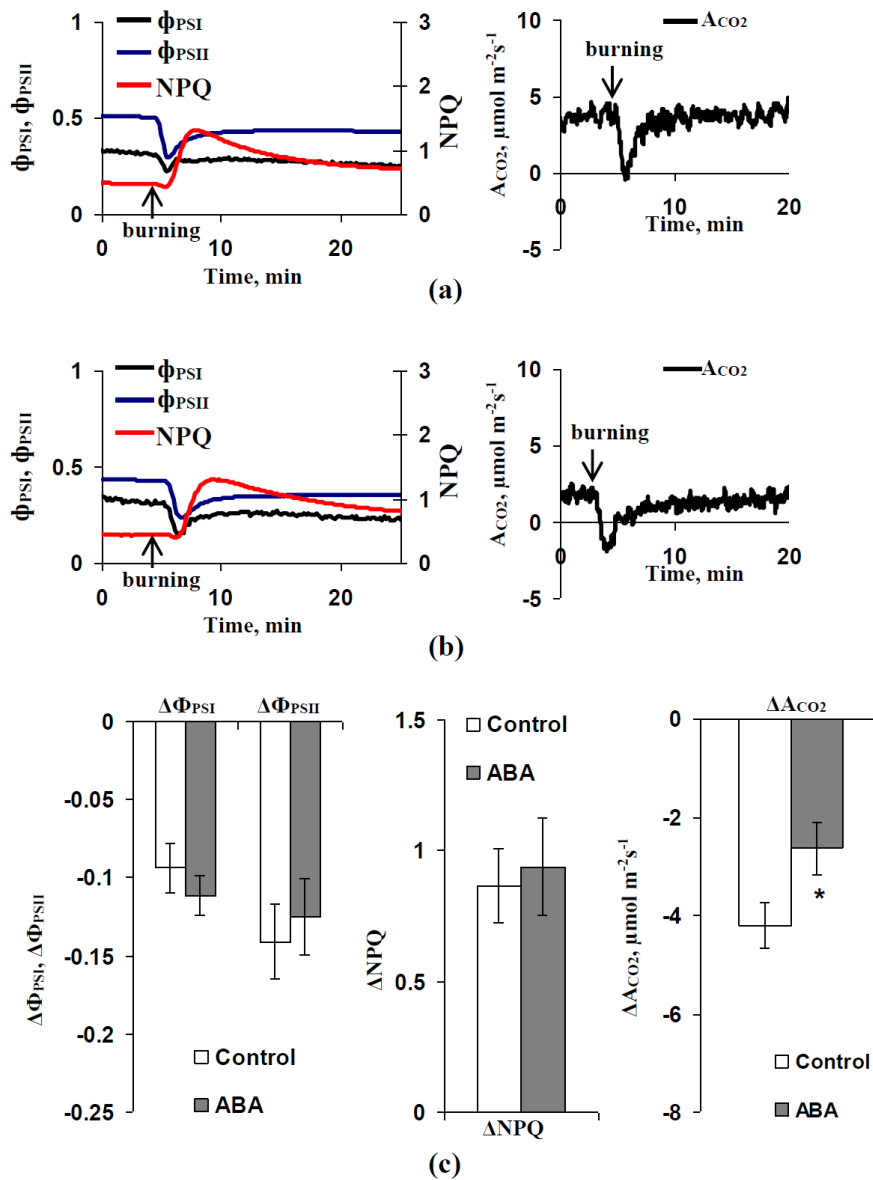 1
0.5
0
ϕPSI, ϕPSII
ϕPSI
ϕPSII
NPQ
3
2
1
0
NPQ
burning
0 10 20
Time, min
10
5
0
-5
ACO2, µmol m⁻²s⁻¹
ACO2
burning
0 10 20
Time, min
(a)
1
0.5
0
ϕPSI, ϕPSII
ϕPSI
ϕPSII
NPQ
3
2
1
0
NPQ
burning
0 10 20
Time, min
10
5
0
-5
ACO2, µmol m⁻²s⁻¹
ACO2
burning
0 10 20
Time, min
(b)
ΔΦPSI ΔΦPSII
0
-0.05
-0.1
-0.15
-0.2
-0.25
ΔΦPSI, ΔΦPSII
Control
ABA
1.5
1
0.5
0
ΔNPQ
Control
ABA
ΔNPQ
ΔACO2
0
-2
-4
-6
-8
ΔACO2, µmol m⁻²s⁻¹
*
Control
ABA
(c)